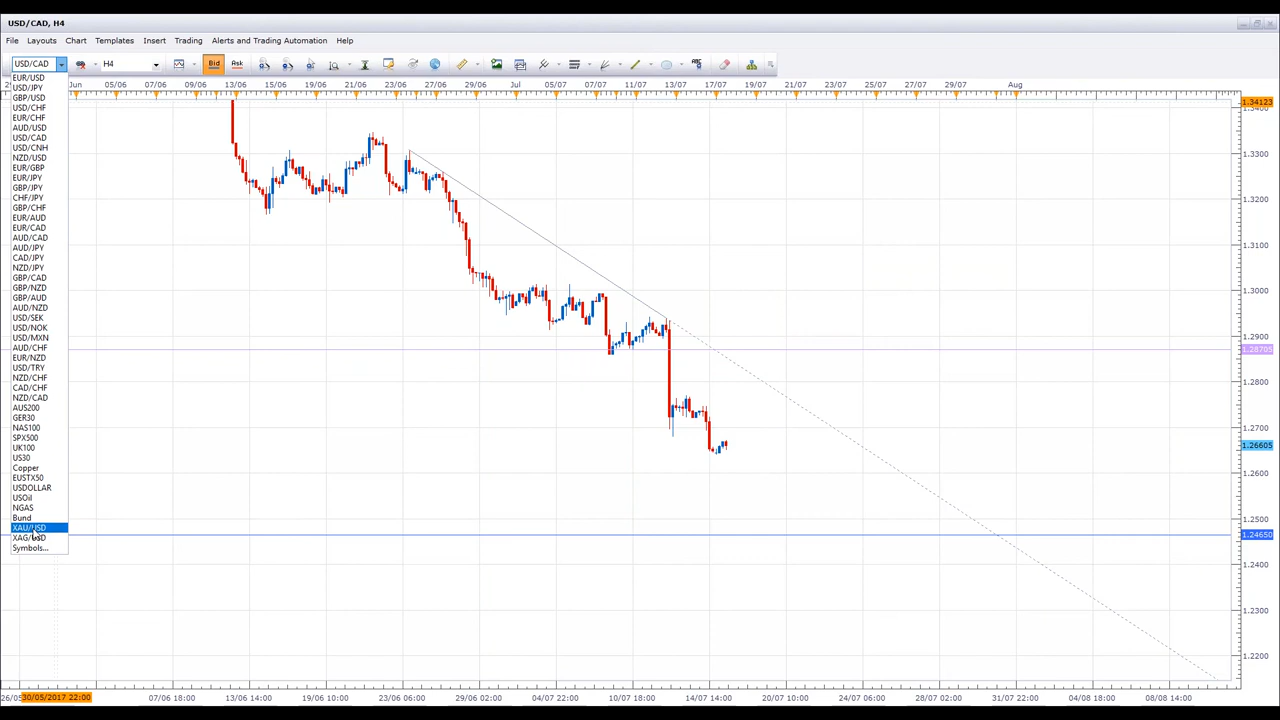 USD/CAD, H4
File Layouts Chart Templates Insert Trading Alerts and Trading Automation Help
USD/CAD H4 Bid Ask
Jun 05/06 07/06 09/06 13/06 15/06 19/06 21/06 23/06 27/06 29/06 Jul 05/07 07/07 11/07 13/07 17/07 19/07 21/07 25/07 27/07 Aug
EUR/USD
USD/JPY
GBP/USD
USD/CHF
EUR/CHF
AUD/USD
USD/CAD
USD/CNH
NZD/USD
EUR/GBP
EUR/JPY
GBP/JPY
CHF/JPY
GBP/CHF
EUR/AUD
EUR/CAD
AUD/CAD
AUD/JPY
CAD/JPY
NZD/JPY
GBP/CAD
GBP/NZD
GBP/AUD
AUD/NZD
USD/SEK
USD/NOK
USD/MXN
AUD/CHF
EUR/NZD
USD/TRY
NZD/CHF
CAD/CHF
NZD/CAD
AUS200
GER30
NAS100
SPX500
UK100
US30
Copper
EUSTX50
USDOLLAR
USOil
NGAS
Bund
XAU/USD
XAG/USD
Symbols...
1.34123
1.3300
1.3200
1.3100
1.3000
1.2900
1.28705
1.2800
1.2700
1.26605
1.2600
1.2500
1.24650
1.2400
1.2300
1.2200
30/05/2017 22:00 07/06 18:00 13/06 14:00 19/06 10:00 23/06 06:00 29/06 02:00 04/07 22:00 10/07 18:00 14/07 14:00 20/07 10:00 24/07 06:00 28/07 02:00 31/07 22:00 04/08 18:00 08/08 14:00